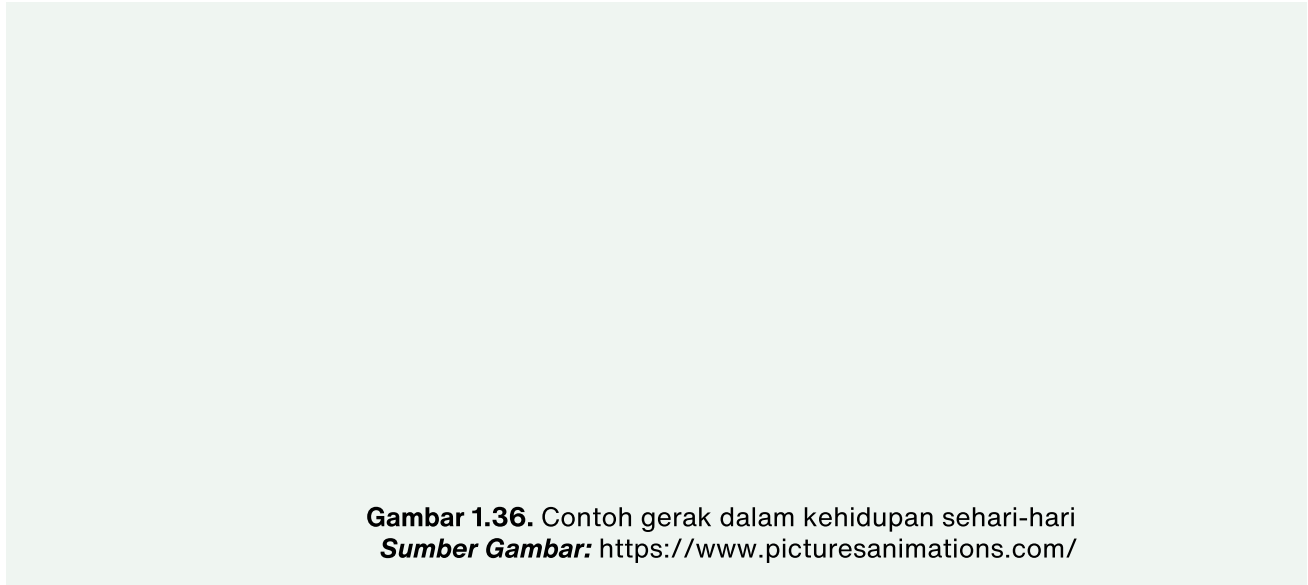 Gambar 1.36. Contoh gerak dalam kehidupan sehari-hari
Sumber Gambar: https://www.picturesanimations.com/